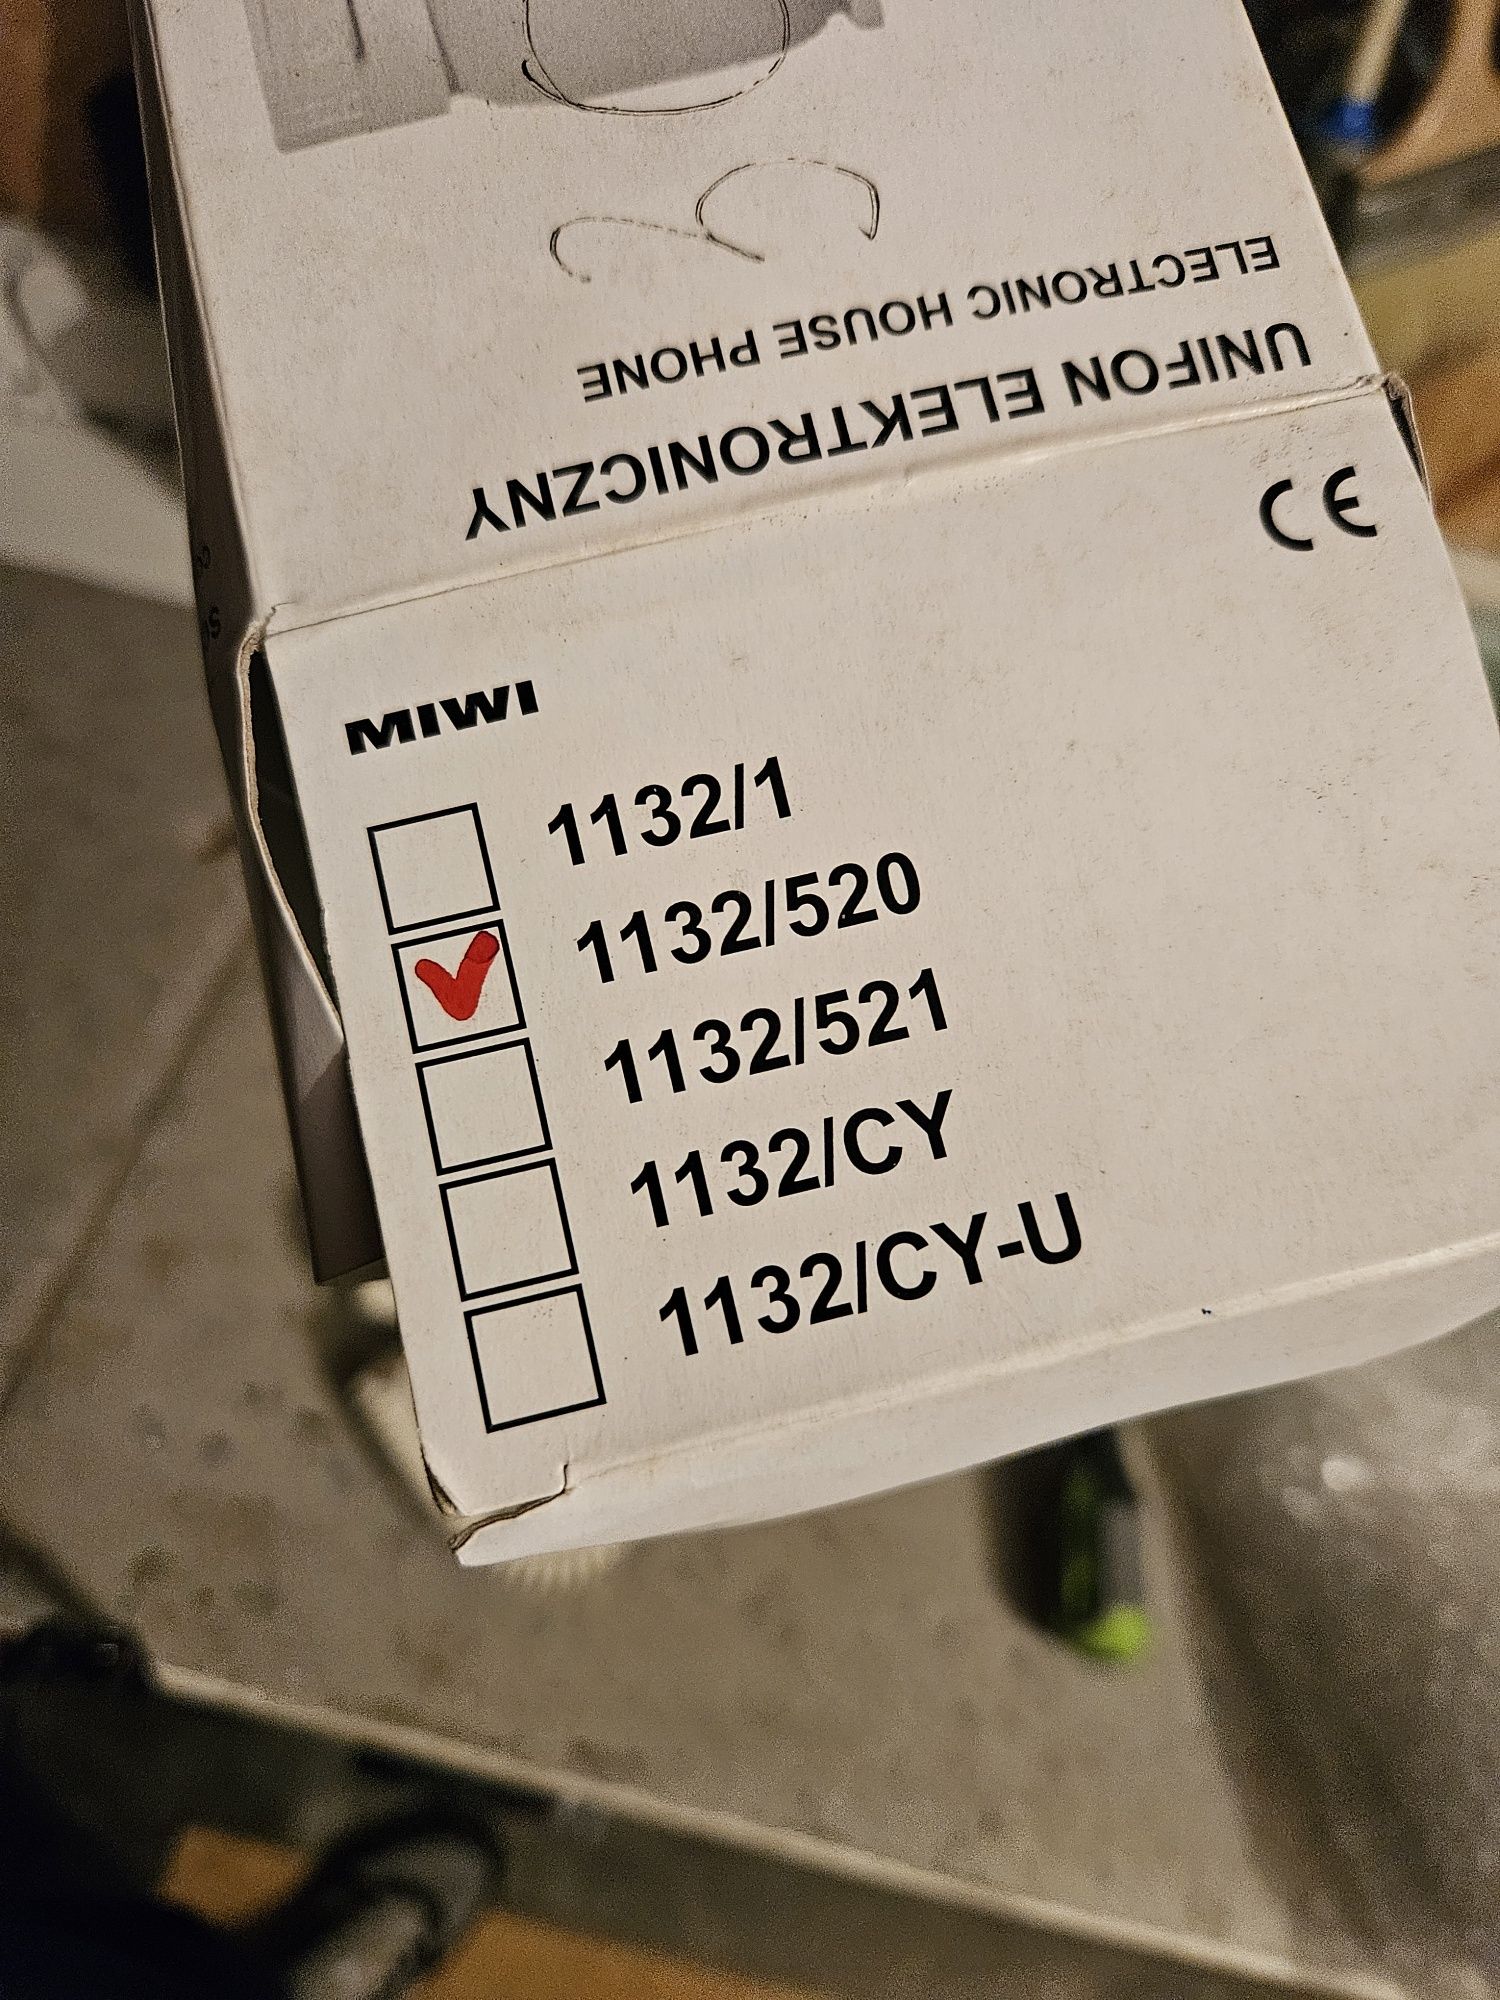 UNIFON ELEKTRONICZNY
ELECTRONIC HOUSE PHONE
CE
MIWI
1132/1
1132/520
1132/521
1132/CY
1132/CY-U